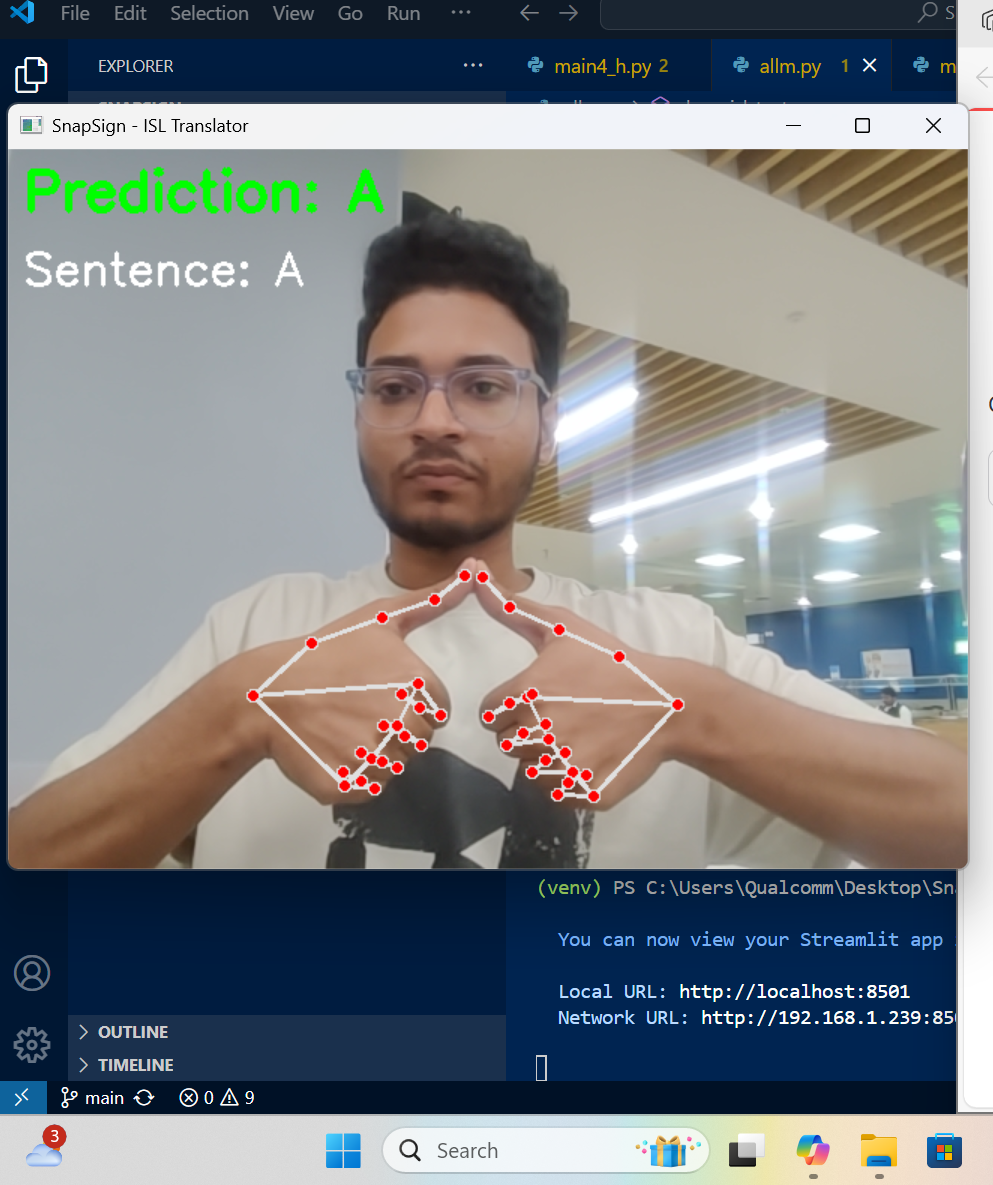 File Edit Selection View Go Run ...
EXPLORER ...
main4_h.py 2
allm.py 1
SnapSign - ISL Translator
Prediction: A
Sentence: A
(venv) PS C:\Users\Qualcomm\Desktop\Sn
You can now view your Streamlit app
Local URL: http://localhost:8501
Network URL: http://192.168.1.239:850
OUTLINE
TIMELINE
main 0 9
3
Search